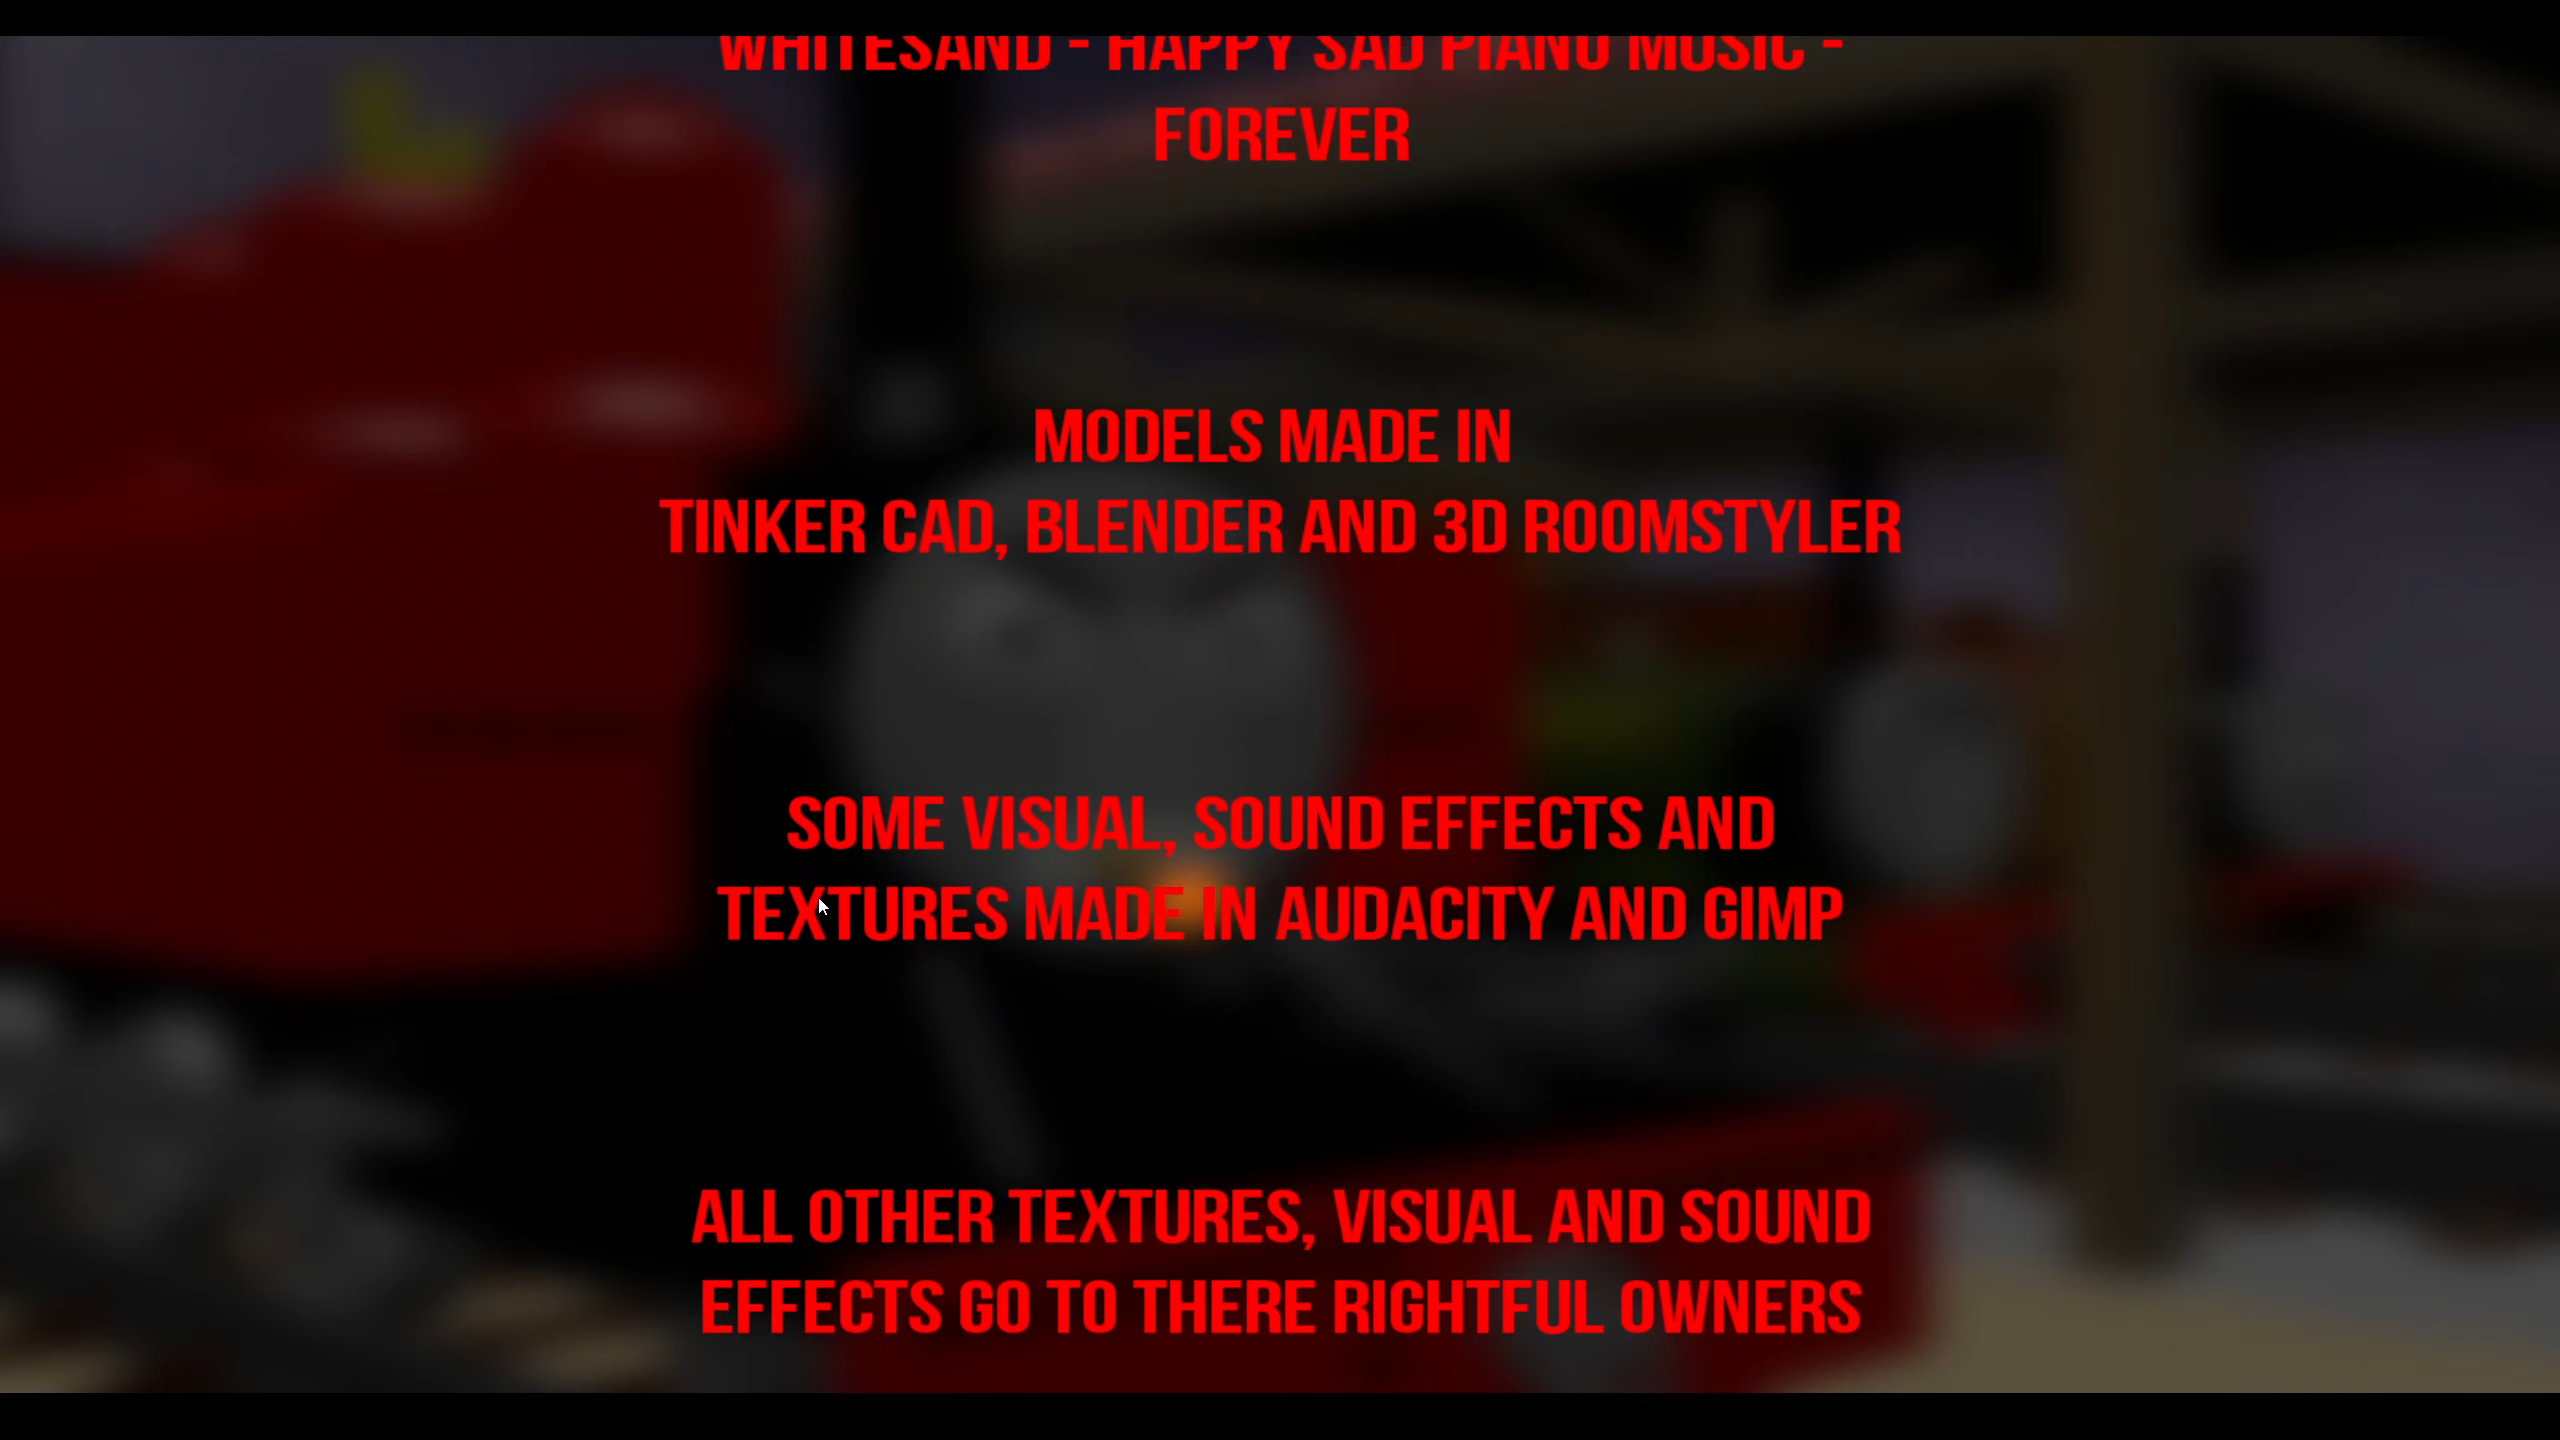 WHITESAND - HAPPY SAD PIANO MUSIC -
FOREVER
MODELS MADE IN
TINKER CAD, BLENDER AND 3D ROOMSTYLER
SOME VISUAL, SOUND EFFECTS AND
TEXTURES MADE IN AUDACITY AND GIMP
ALL OTHER TEXTURES, VISUAL AND SOUND
EFFECTS GO TO THERE RIGHTFUL OWNERS